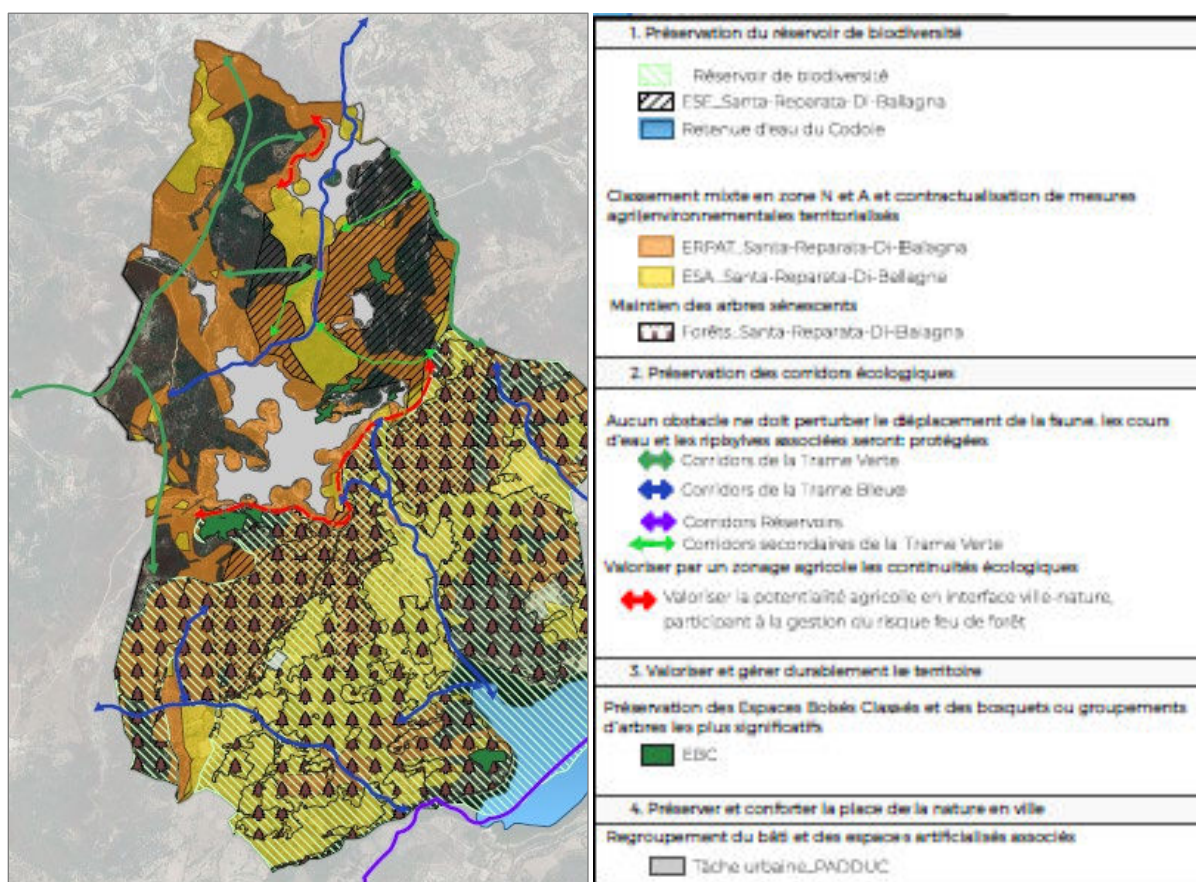 1. Préservation du réservoir de biodiversité
Réservoir de biodiversité
ESE_Santa-Reparata-Di-Balagna
Retenue d'eau du Codole
Classement mixte en zone N et A et contractualisation de mesures
agrienvironnementales territorialisés
ERPAT_Santa-Reparata-Di-Balagna
ESA_Santa-Reparata-Di-Balagna
Maintien des arbres sénescents
Forêts_Santa-Reparata-Di-Balagna
2. Préservation des corridors écologiques
Aucun obstacle ne doit perturber le déplacement de la faune, les cours
d'eau et les ripisylves associées seront protégées
Corridors de la Trame Verte
Corridors de la Trame Bleue
Corridors Réservoirs
Corridors secondaires de la Trame Verte
Valoriser par un zonage agricole les continuités écologiques
Valoriser la potentialité agricole en interface ville-nature,
participant à la gestion du risque feu de forêt
3. Valoriser et gérer durablement le territoire
Préservation des Espaces Boisés Classés et des bosquets ou groupements
d'arbres les plus significatifs
EBC
4. Préserver et conforter la place de la nature en ville
Regroupement du bâti et des espaces artificialisés associés
Tâche urbaine_PADDUC